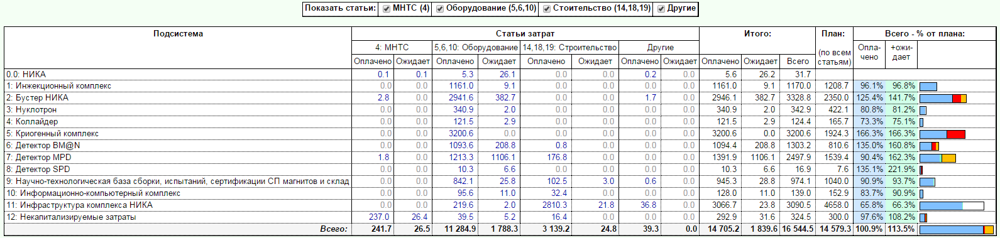 Показать статьи: МНТС (4) Оборудование (5,6,10) Стоительство (14,18,19) Другие
Подсистема Статьи затрат Итого: План: Всего - % от плана:
4: МНТС 5,6,10: Оборудование 14,18,19: Строительство Другие (по всем статьям) Опла- чено +ожи- дает
Оплачено Ожидает Оплачено Ожидает Оплачено Ожидает Оплачено Ожидает Оплачено Ожидает Всего
0.0: НИКА 0.1 0.1 5.3 26.1 0.0 0.0 0.2 0.0 5.6 26.2 31.7
1: Инжекционный комплекс 0.0 0.0 1161.0 9.1 0.0 0.0 0.0 0.0 1161.0 9.1 1170.0 1208.7 96.1% 96.8%
2: Бустер НИКА 2.8 0.0 2941.6 382.7 0.0 0.0 1.7 0.0 2946.1 382.7 3328.8 2350.0 125.4% 141.7%
3: Нуклотрон 0.0 0.0 340.9 2.0 0.0 0.0 0.0 0.0 340.9 2.0 342.9 422.1 80.8% 81.2%
4: Коллайдер 0.0 0.0 121.5 2.9 0.0 0.0 0.0 0.0 121.5 2.9 124.4 165.7 73.3% 75.1%
5: Криогенный комплекс 0.0 0.0 3200.6 0.0 0.0 0.0 0.0 0.0 3200.6 0.0 3200.6 1924.3 166.3% 166.3%
6: Детектор BM@N 0.0 0.0 1093.6 208.8 0.8 0.0 0.0 0.0 1094.4 208.8 1303.2 810.6 135.0% 160.8%
7: Детектор MPD 1.8 0.0 1213.3 1106.1 176.8 0.0 0.0 0.0 1391.9 1106.1 2497.9 1539.4 90.4% 162.3%
8: Детектор SPD 0.0 0.0 10.3 6.6 0.0 0.0 0.0 0.0 10.3 6.6 16.9 7.6 135.1% 221.9%
9: Научно-технологическая база сборки, испытаний, сертификации СП магнитов и склад 0.0 0.0 842.1 25.8 102.5 3.0 0.6 0.0 945.3 28.8 974.1 1040.0 90.9% 93.7%
10: Информационно-компьютерный комплекс 0.0 0.0 95.6 11.0 32.4 0.0 0.0 0.0 128.0 11.0 139.0 152.9 83.7% 90.9%
11: Инфраструктура комплекса НИКА 0.0 0.0 219.6 2.0 2810.3 21.8 36.8 0.0 3066.7 23.8 3090.5 4658.0 65.8% 66.3%
12: Некапитализируемые затраты 237.0 26.4 39.5 5.2 16.4 0.0 0.0 0.0 292.9 31.6 324.5 300.0 97.6% 108.2%
Всего: 241.7 26.5 11 284.9 1 788.3 3 139.2 24.8 39.3 0.0 14 705.2 1 839.6 16 544.5 14 579.3 100.9% 113.5%